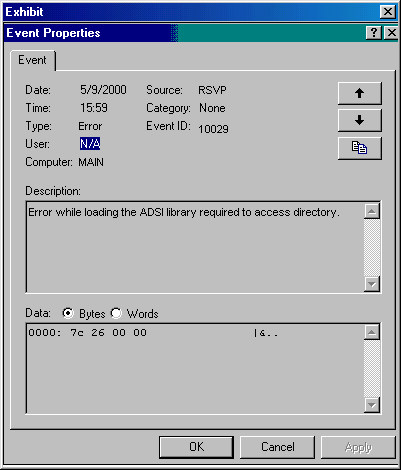 Exhibit
Event Properties
Event
Date: 5/9/2000 Source: RSVP
Time: 15:59 Category: None
Type: Error Event ID: 10029
User: N/A
Computer: MAIN
Description:
Error while loading the ADSI library required to access directory.
Data: Bytes Words
0000: 7c 26 00 00 |&..
OK Cancel Apply